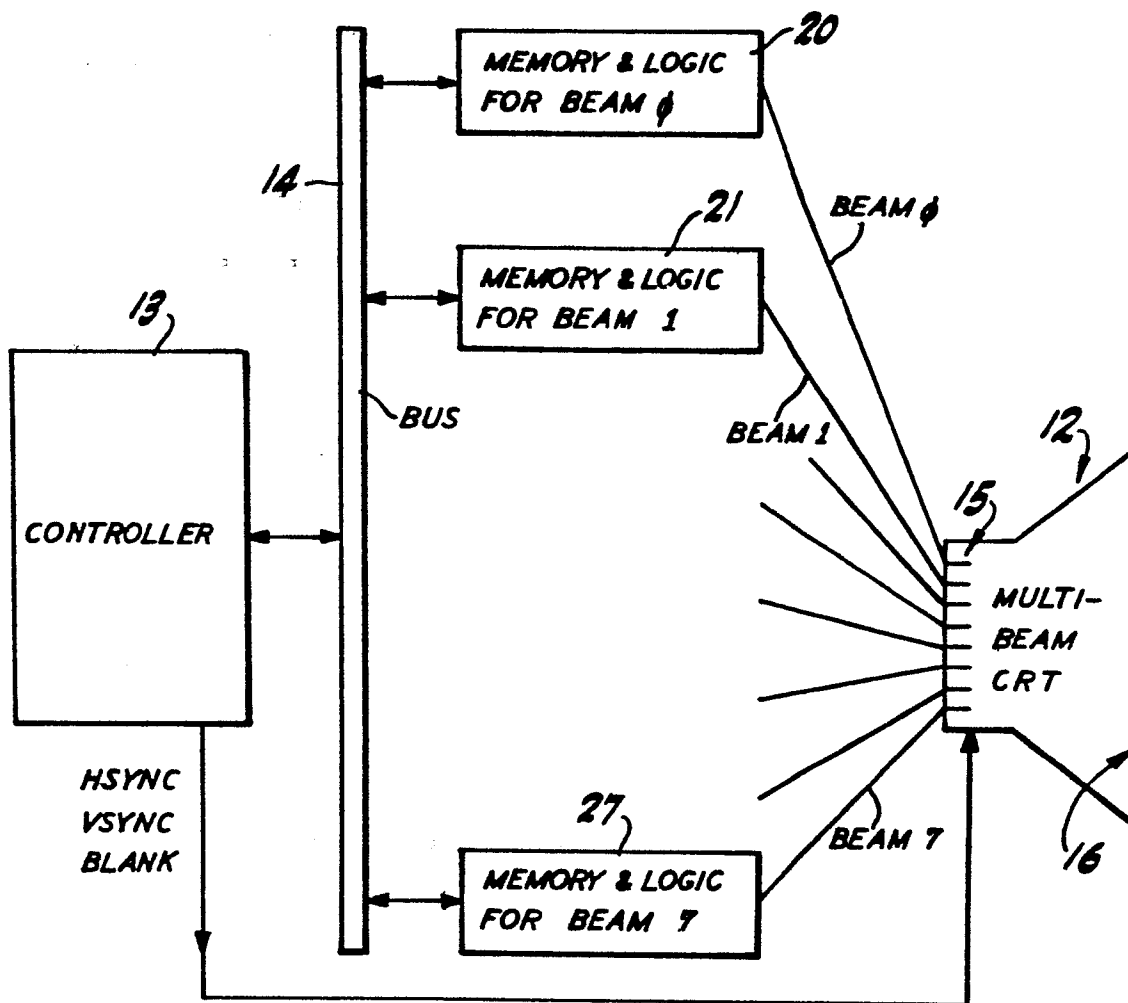 20
MEMORY & LOGIC
FOR BEAM ϕ
14
BEAM ϕ
21
MEMORY & LOGIC
FOR BEAM 1
13
BUS
BEAM 1
12
CONTROLLER
15
MULTI-
BEAM
CRT
HSYNC
VSYNC
BLANK
27
MEMORY & LOGIC
FOR BEAM 7
BEAM 7
16